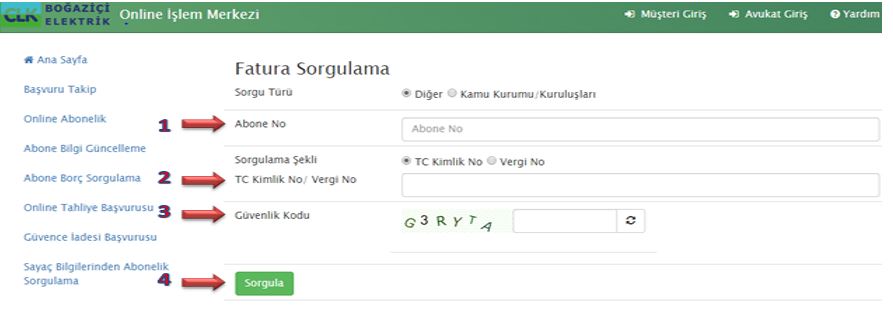 CLK BOĞAZİÇİ ELEKTRİK Online İşlem Merkezi
Müşteri Giriş Avukat Giriş Yardım
Ana Sayfa
Başvuru Takip
Online Abonelik
Abone Bilgi Güncelleme
Abone Borç Sorgulama
Online Tahliye Başvurusu
Güvence İadesi Başvurusu
Sayaç Bilgilerinden Abonelik
Sorgulama
Fatura Sorgulama
Sorgu Türü Diğer Kamu Kurumu/Kuruluşları
1 Abone No Abone No
Sorgulama Şekli TC Kimlik No Vergi No
2 TC Kimlik No/ Vergi No
3 Güvenlik Kodu G3RYTA
4 Sorgula